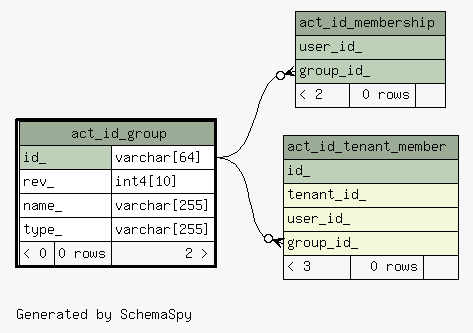 act_id_membership
user_id_
group_id_
< 2 0 rows
act_id_group
id_ varchar[64]
rev_ int4[10]
name_ varchar[255]
type_ varchar[255]
< 0 0 rows 2 >
act_id_tenant_member
id_
tenant_id_
user_id_
group_id_
< 3 0 rows
Generated by SchemaSpy